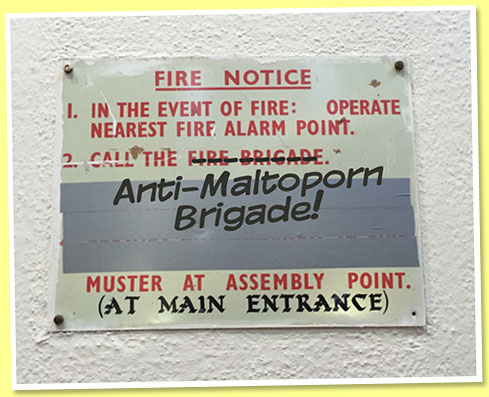 FIRE NOTICE
1. IN THE EVENT OF FIRE: OPERATE
NEAREST FIRE ALARM POINT.
2. CALL THE FIRE BRIGADE.
Anti-Maltoporn
Brigade!
MUSTER AT ASSEMBLY POINT.
(AT MAIN ENTRANCE)